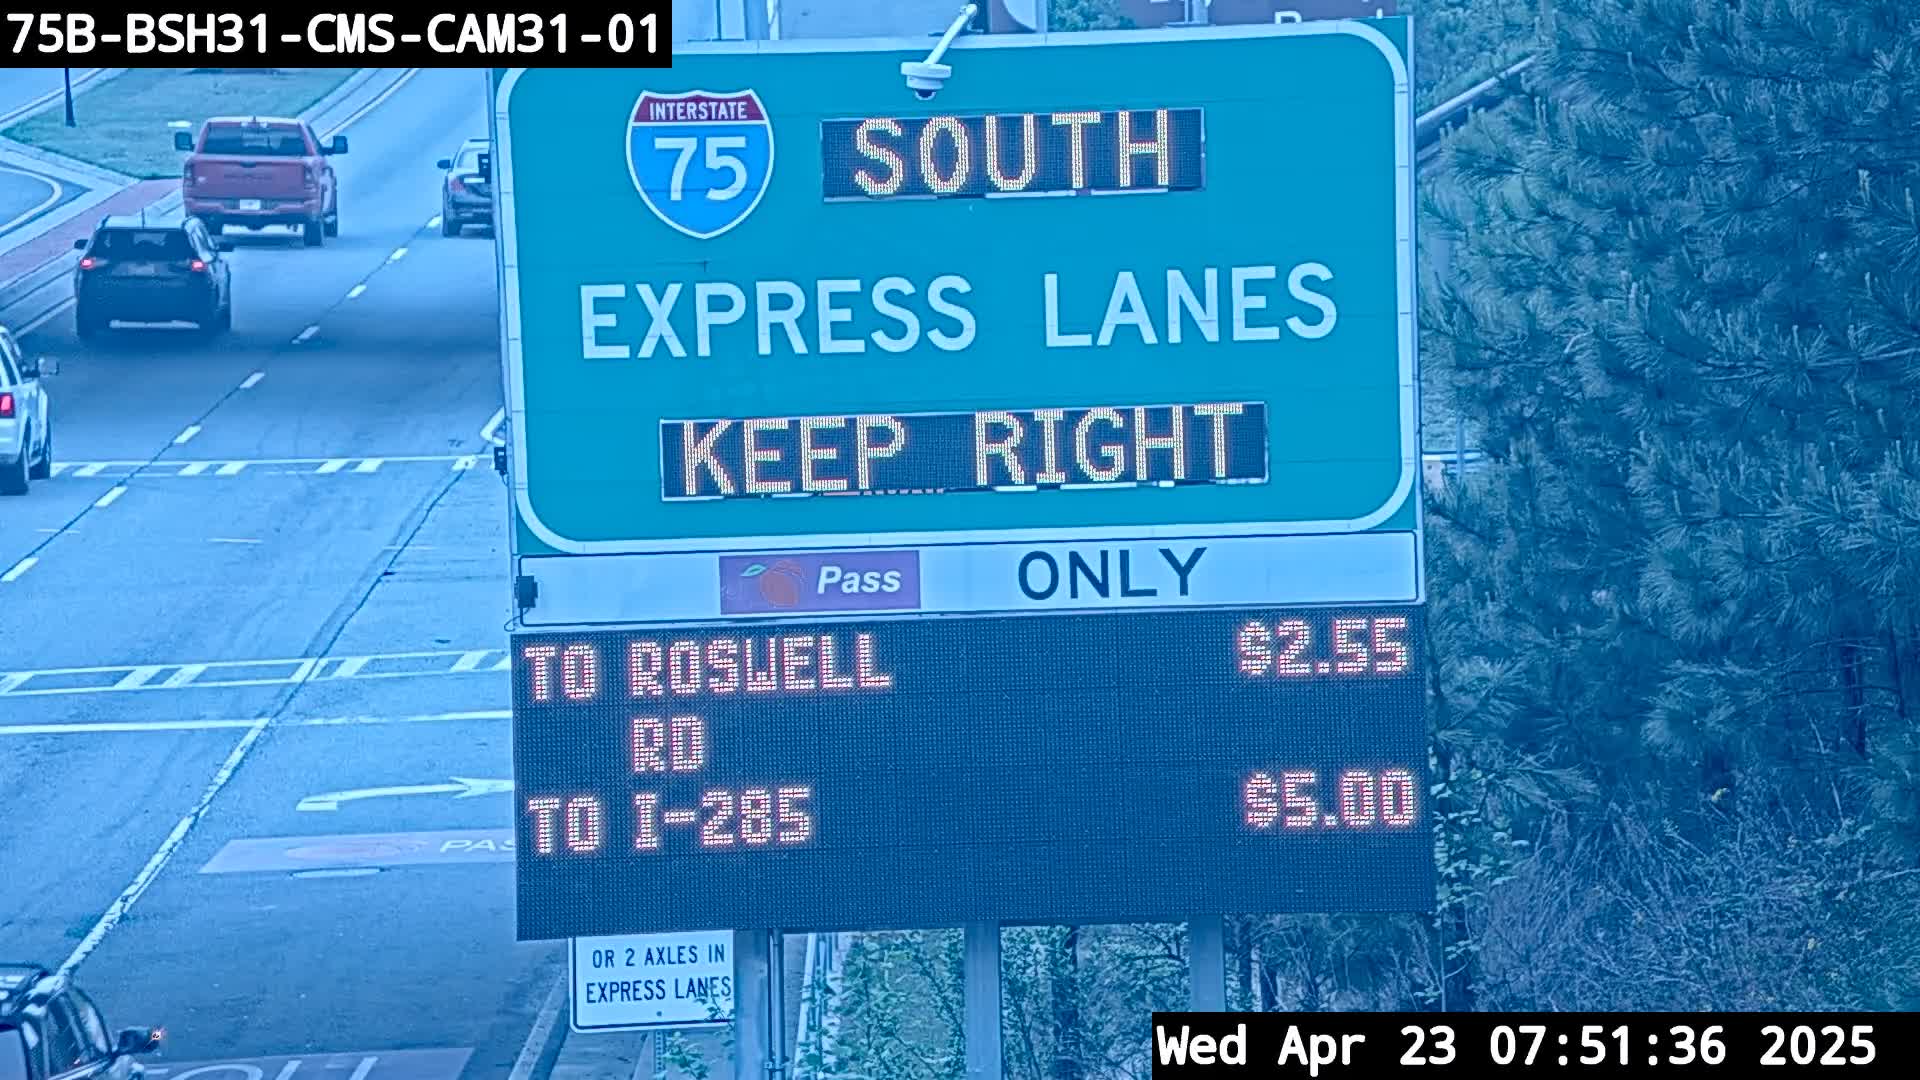 75B-BSH31-CMS-CAM31-01
INTERSTATE
75
SOUTH
EXPRESS LANES
KEEP RIGHT
Pass ONLY
TO ROSWELL $2.55
RD
TO I-285 $5.00
OR 2 AXLES IN
EXPRESS LANES
Wed Apr 23 07:51:36 2025